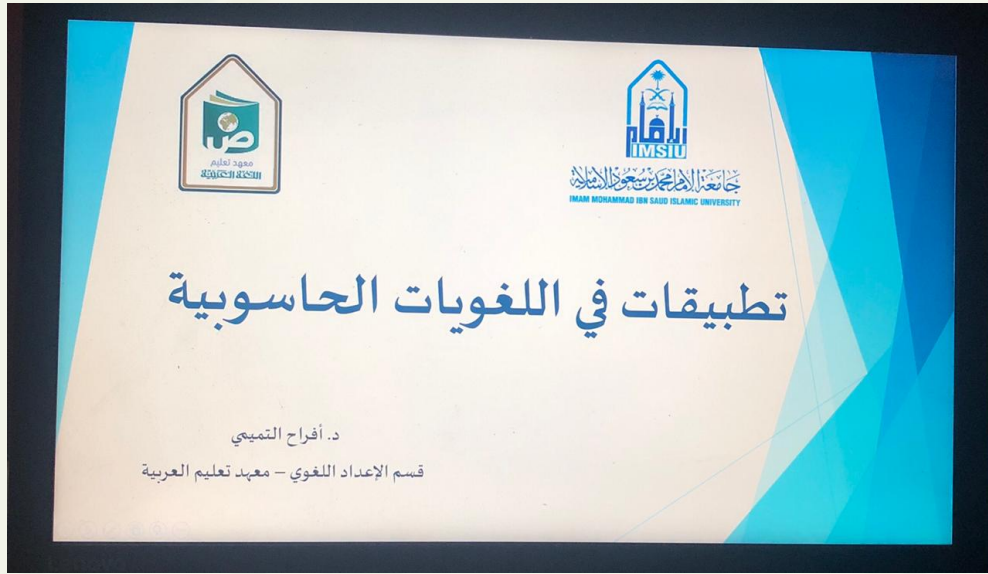 الإمام
IMSIU
جامعة الإمام محمد بن سعود الإسلامية
IMAM MOHAMMAD IBN SAUD ISLAMIC UNIVERSITY
ض
معهد تعليم
اللغة العربية
تطبيقات في اللغويات الحاسوبية
د. أفراح التميمي
قسم الإعداد اللغوي – معهد تعليم العربية